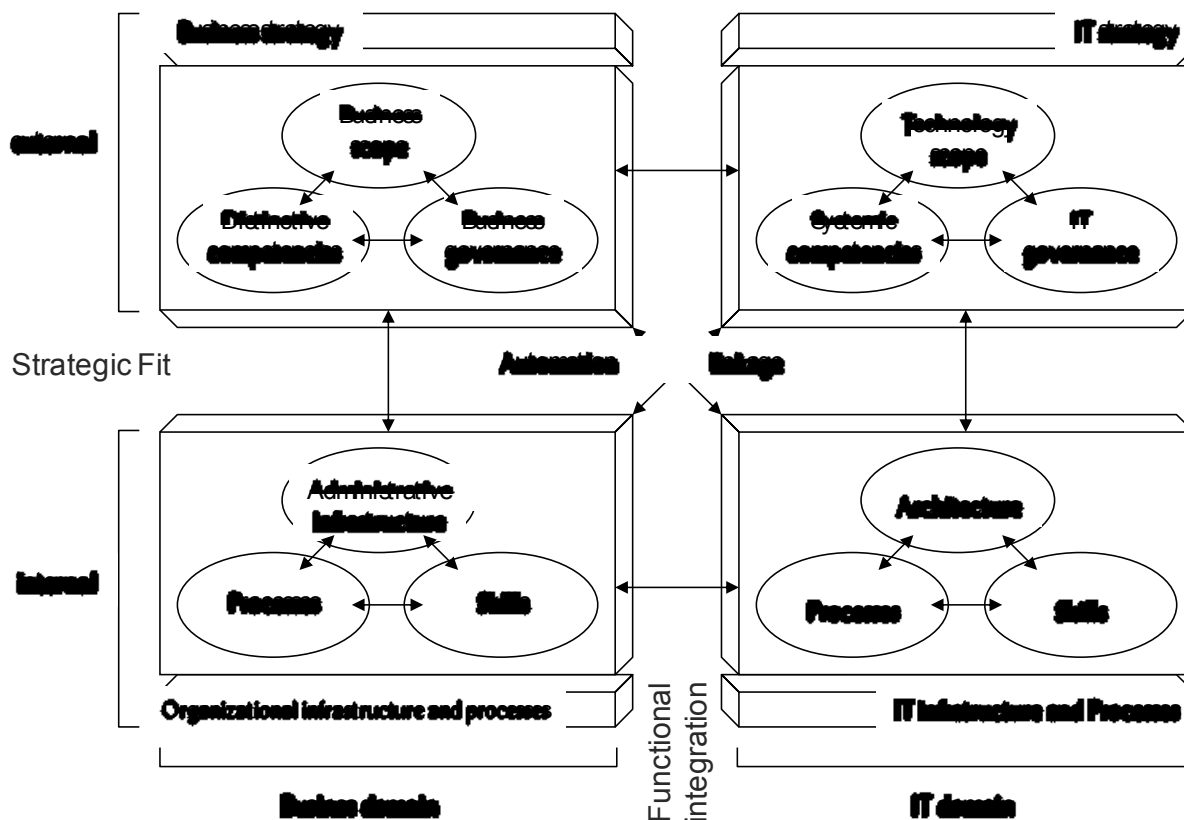 Business strategy
IT strategy
external
Business
scope
Technology
scope
Distinctive
competencies
Business
governance
Systemic
competencies
IT
governance
Strategic Fit
Automation
linkage
internal
Administrative
infrastructure
Architecture
Processes
Skills
Processes
Skills
Organizational infrastructure and processes
IT Infrastructure and Processes
Functional
integration
Business domain
IT domain